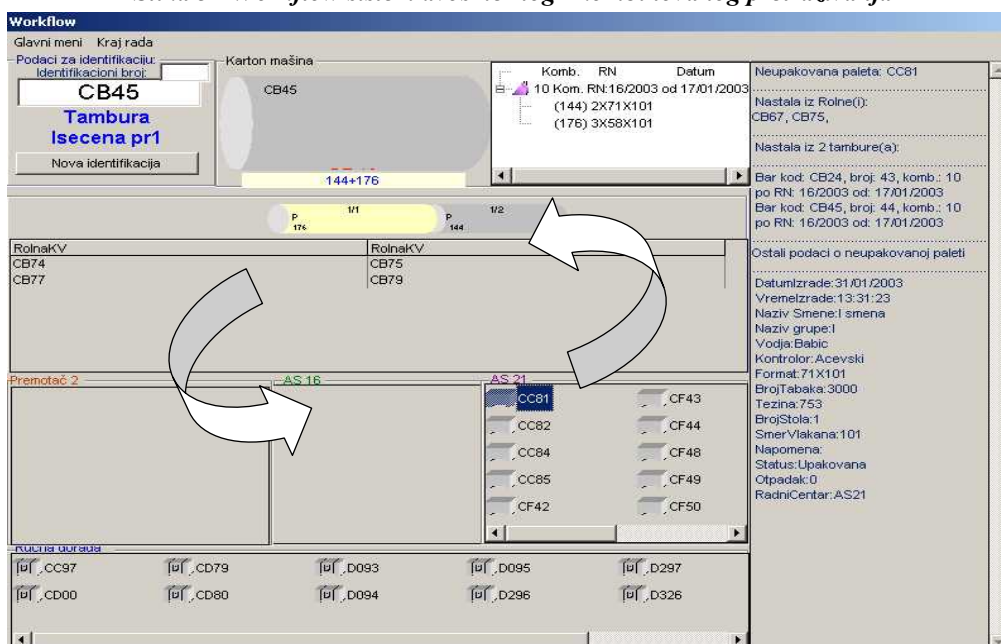 Workflow
Glavni meni Kraj rada
Podaci za identifikaciju:
Identifikacioni broj:
CB45
Tambura
Isecena pr1
Nova identifikacija
Karton mašina
CB45
144+176
Komb. RN Datum
10 Kom. RN:16/2003 od 17/01/2003
(144) 2X71X101
(176) 3X58X101
P 176 1/1
P 144 1/2
RolnaKV RolnaKV
CB74 CB75
CB77 CB79
Premotač 2
AS 16
AS 21
CC81 CF43
CC82 CF44
CC84 CF48
CC85 CF49
CF42 CF50
Rucna dorada
CC97 CD79 D093 D095 D297
CD00 CD80 D094 D296 D326
Neupakovana paleta: CC81
Nastala iz Rolne(i):
CB67, CB75,
Nastala iz 2 tambure(a):
Bar kod: CB24, broj: 43, komb.: 10
po RN: 16/2003 od: 17/01/2003
Bar kod: CB45, broj: 44, komb.: 10
po RN: 16/2003 od: 17/01/2003
Ostali podaci o neupakovanoj paleti
DatumIzrade:31/01/2003
VremeIzrade:13:31:23
Naziv Smene:I smena
Naziv grupe:I
Vodja:Babic
Kontrolor:Acevski
Format:71X101
BrojTabaka:3000
Tezina:753
BrojStola:1
SmerVlakana:101
Napomena:
Status:Upakovana
Otpadak:0
RadniCentar:AS21